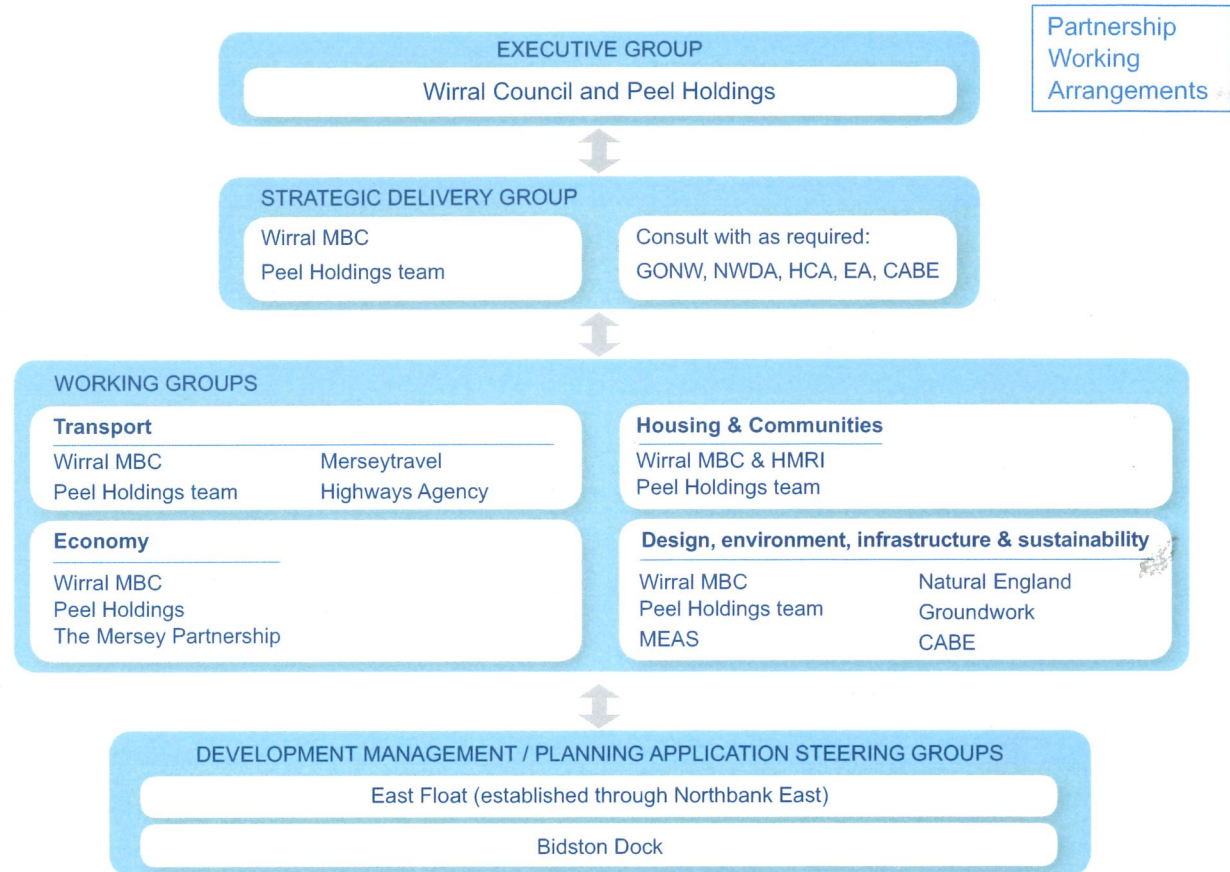 Partnership
Working
Arrangements
EXECUTIVE GROUP
Wirral Council and Peel Holdings
STRATEGIC DELIVERY GROUP
Wirral MBC
Peel Holdings team
Consult with as required:
GONW, NWDA, HCA, EA, CABE
WORKING GROUPS
Transport
Wirral MBC
Peel Holdings team
Merseytravel
Highways Agency
Housing & Communities
Wirral MBC & HMRI
Peel Holdings team
Economy
Wirral MBC
Peel Holdings
The Mersey Partnership
Design, environment, infrastructure & sustainability
Wirral MBC
Peel Holdings team
MEAS
Natural England
Groundwork
CABE
DEVELOPMENT MANAGEMENT / PLANNING APPLICATION STEERING GROUPS
East Float (established through Northbank East)
Bidston Dock